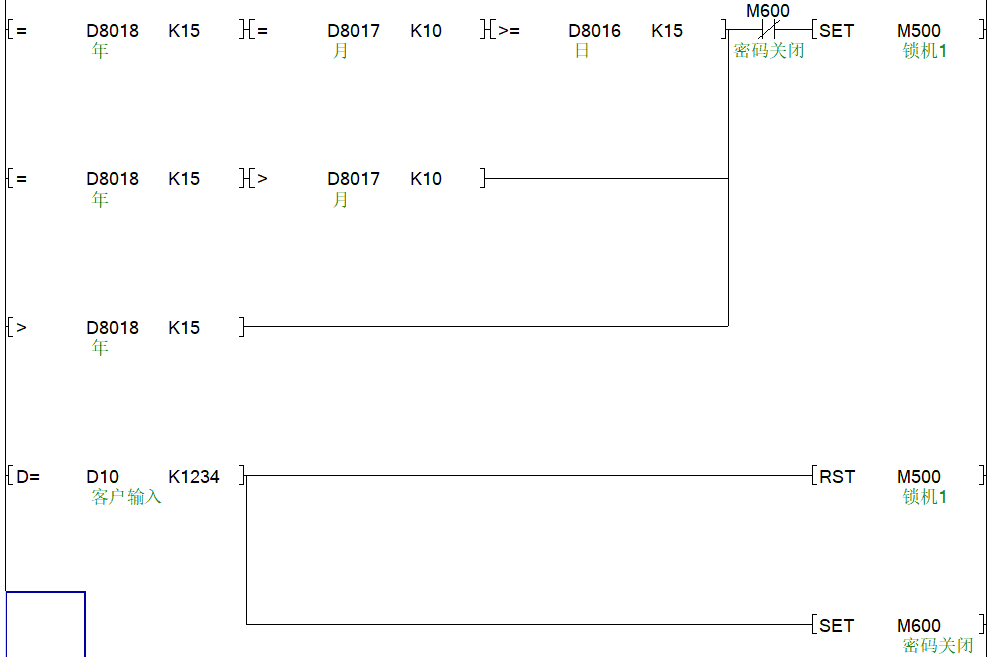 M600
= D8018 K15 = D8017 K10 >= D8016 K15 SET M500
年 月 日 密码关闭 锁机1
= D8018 K15 > D8017 K10
年 月
> D8018 K15
年
D= D10 K1234 RST M500
客户输入 锁机1
SET M600
密码关闭